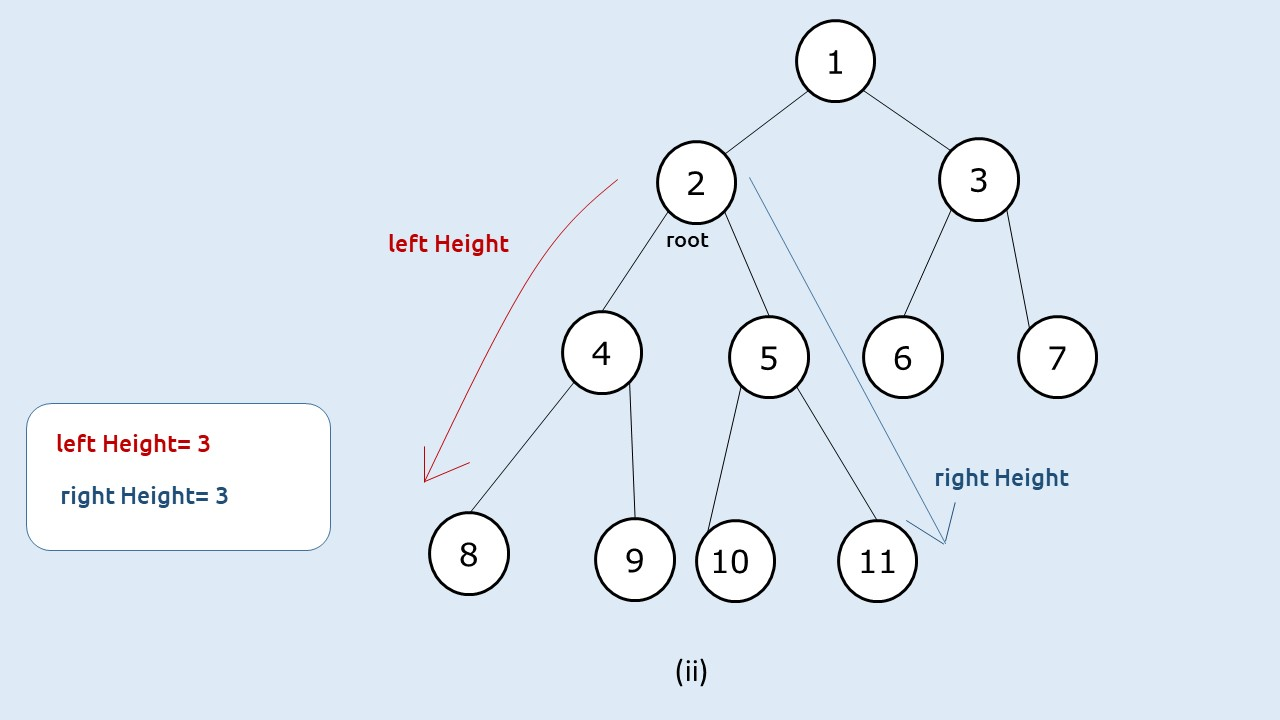 1
2
3
root
left Height
4
5
6
7
left Height= 3
right Height= 3
right Height
8
9
10
11
(ii)